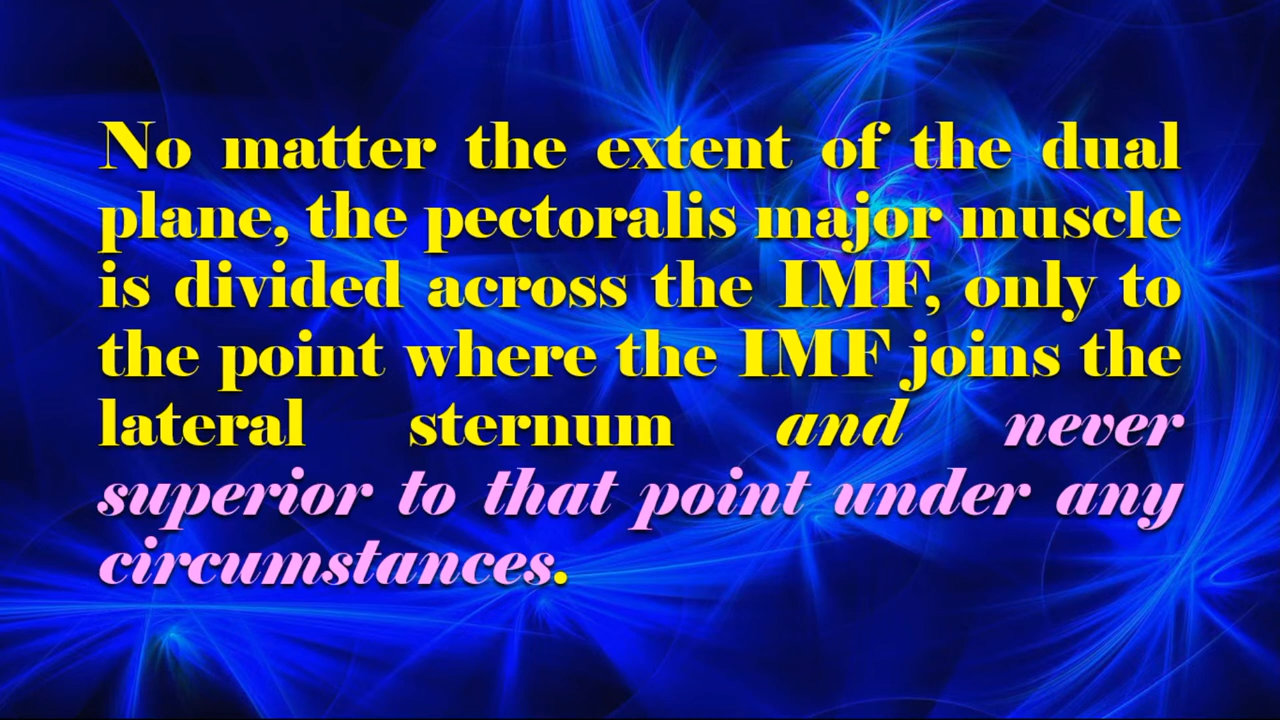 No matter the extent of the dual
plane, the pectoralis major muscle
is divided across the IMF, only to
the point where the IMF joins the
lateral sternum and never
superior to that point under any
circumstances.